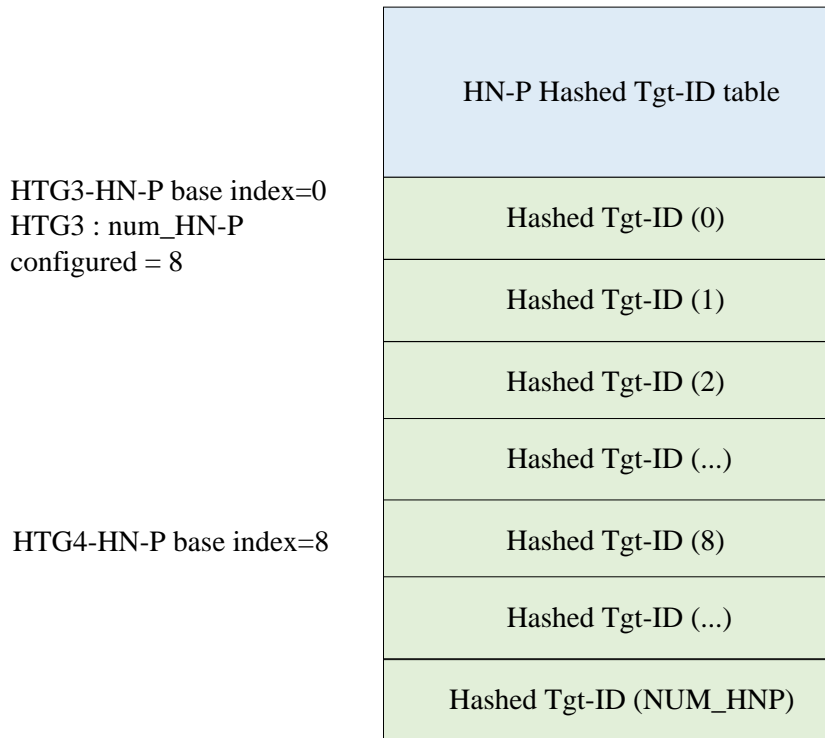 HN-P Hashed Tgt-ID table
HTG3-HN-P base index=0
HTG3 : num_HN-P
configured = 8
Hashed Tgt-ID (0)
Hashed Tgt-ID (1)
Hashed Tgt-ID (2)
Hashed Tgt-ID (...)
HTG4-HN-P base index=8
Hashed Tgt-ID (8)
Hashed Tgt-ID (...)
Hashed Tgt-ID (NUM_HNP)